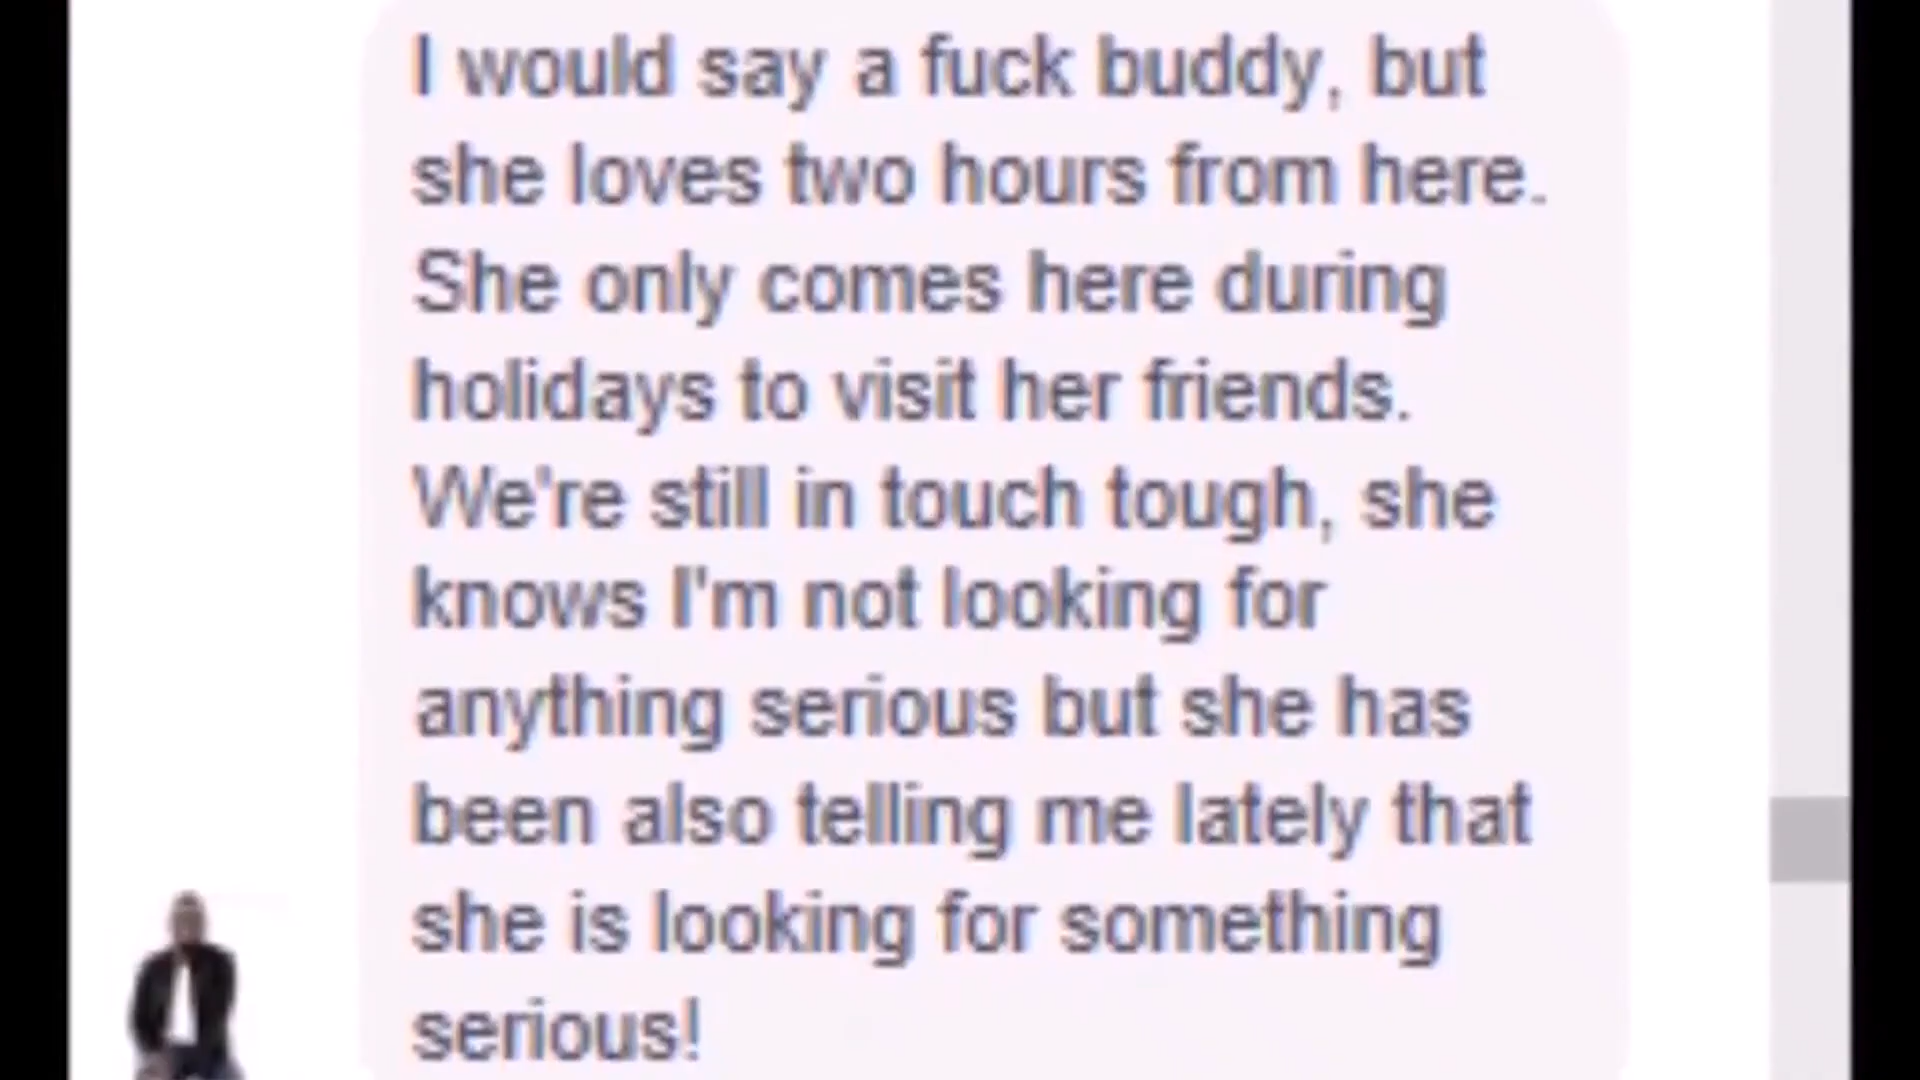 I would say a fuck buddy, but
she loves two hours from here.
She only comes here during
holidays to visit her friends.
We're still in touch tough, she
knows I'm not looking for
anything serious but she has
been also telling me lately that
she is looking for something
serious!